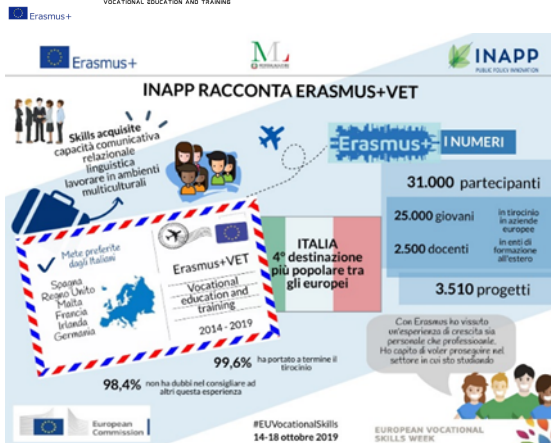 VOCATIONAL EDUCATION AND TRAINING
Erasmus+
Erasmus+
INAPP
PUBLIC POLICY INNOVATION
INAPP RACCONTA ERASMUS+VET
Skills acquisite
capacità comunicativa
relazionale
linguistica
lavorare in ambienti
multiculturali
Erasmus+ I NUMERI
31.000 partecipanti
25.000 giovani
in tirocinio
in aziende
europee
2.500 docenti
in enti di
formazione
all'estero
3.510 progetti
ITALIA
4° destinazione
più popolare tra
gli europei
Mete preferite
dagli Italiani
Spagna
Regno Unito
Malta
Francia
Irlanda
Germania
Erasmus+VET
Vocational
education and
training
2014 - 2019
99,6% ha portato a termine il
tirocinio
98,4% non ha dubbi nel consigliare ad
altri questa esperienza
Con Erasmus ho vissuto
un'esperienza di crescita sia
personale che professionale.
Ho capito di voler proseguire nel
settore in cui sto studiando
European
Commission
#EUVocationalSkills
14-18 ottobre 2019
EUROPEAN VOCATIONAL
SKILLS WEEK